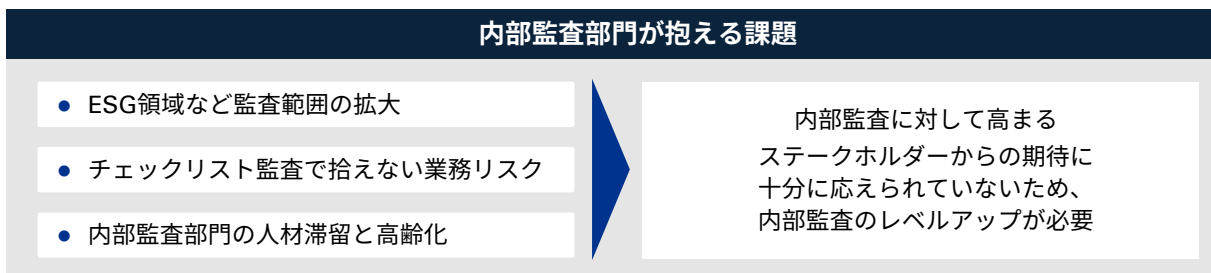 内部監査部門が抱える課題
● ESG領域など監査範囲の拡大
● チェックリスト監査で拾えない業務リスク
● 内部監査部門の人材滞留と高齢化
内部監査に対して高まる
ステークホルダーからの期待に
十分に応えられていないため、
内部監査のレベルアップが必要